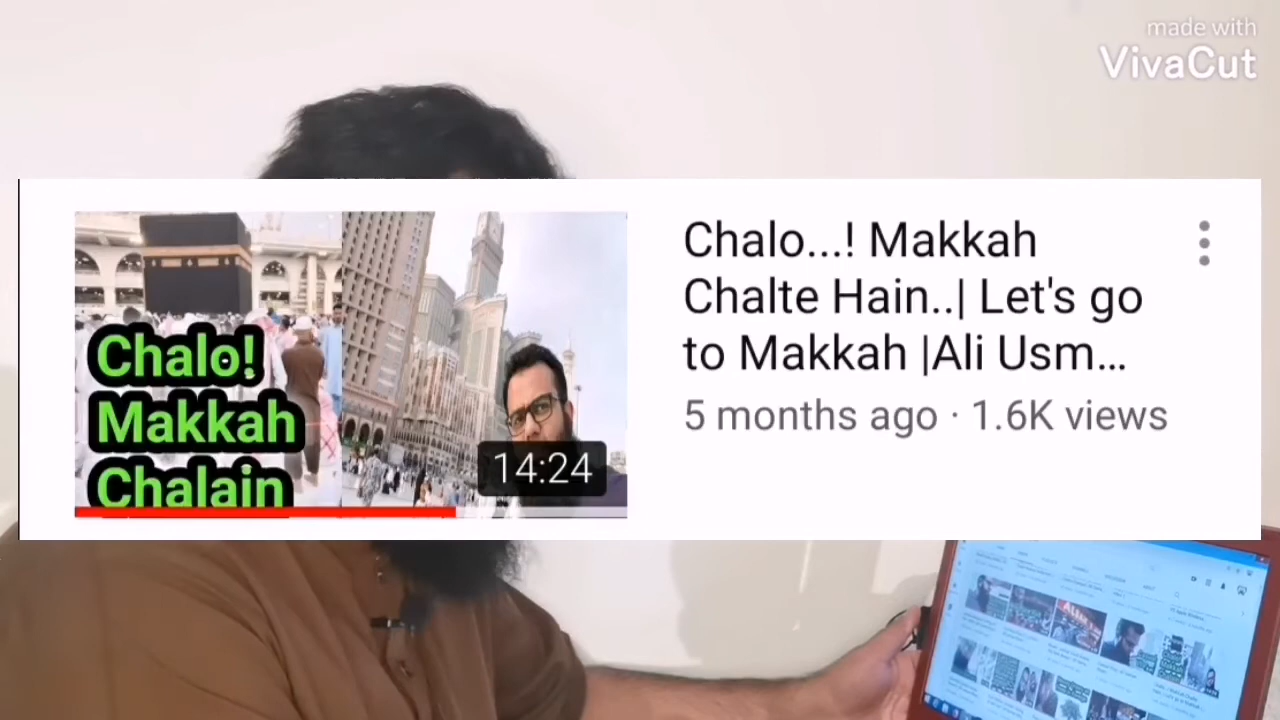 made with
VivaCut
Chalo!
Makkah
Chalain
14:24
Chalo...! Makkah
Chalte Hain..| Let's go
to Makkah |Ali Usm...
5 months ago · 1.6K views